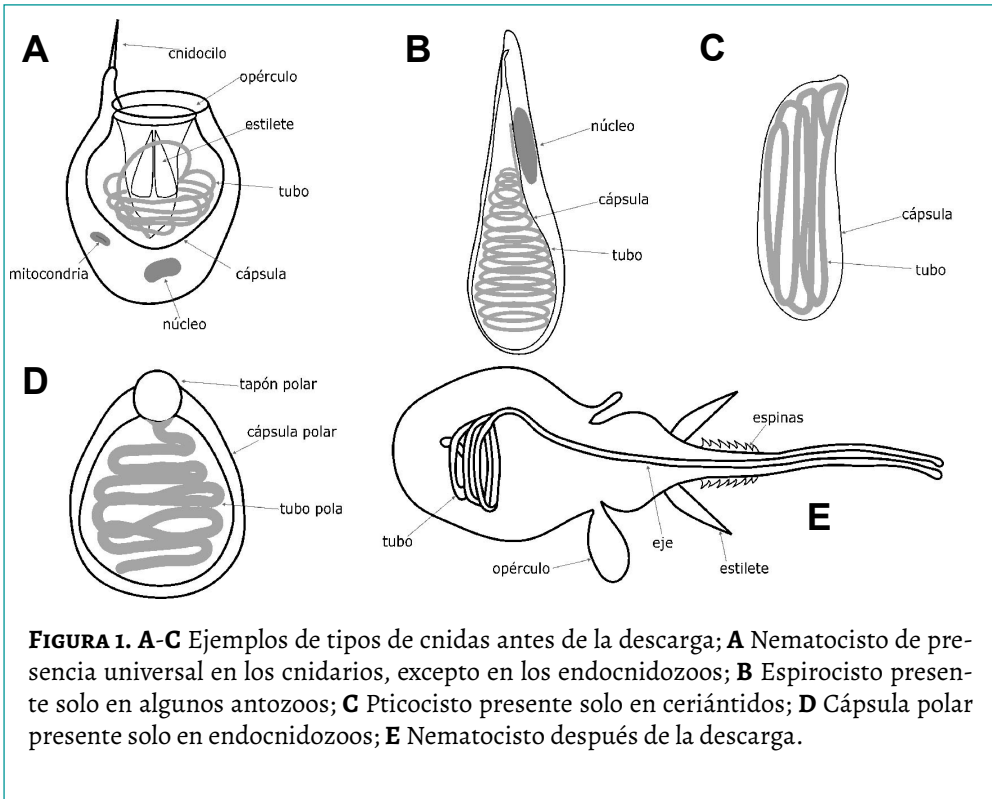 A
cnidocilo
opérculo
estilete
tubo
mitocondria
cápsula
núcleo
B
núcleo
cápsula
tubo
C
cápsula
tubo
D
tapón polar
cápsula polar
tubo pola
E
espinas
tubo
eje
opérculo
estilete
FIGURA 1. A-C Ejemplos de tipos de cnidas antes de la descarga; A Nematocisto de pre-
sencia universal en los cnidarios, excepto en los endocnidozoos; B Espirocisto presen-
te solo en algunos antozoos; C Pticocisto presente solo en ceriántidos; D Cápsula polar
presente solo en endocnidozoos; E Nematocisto después de la descarga.